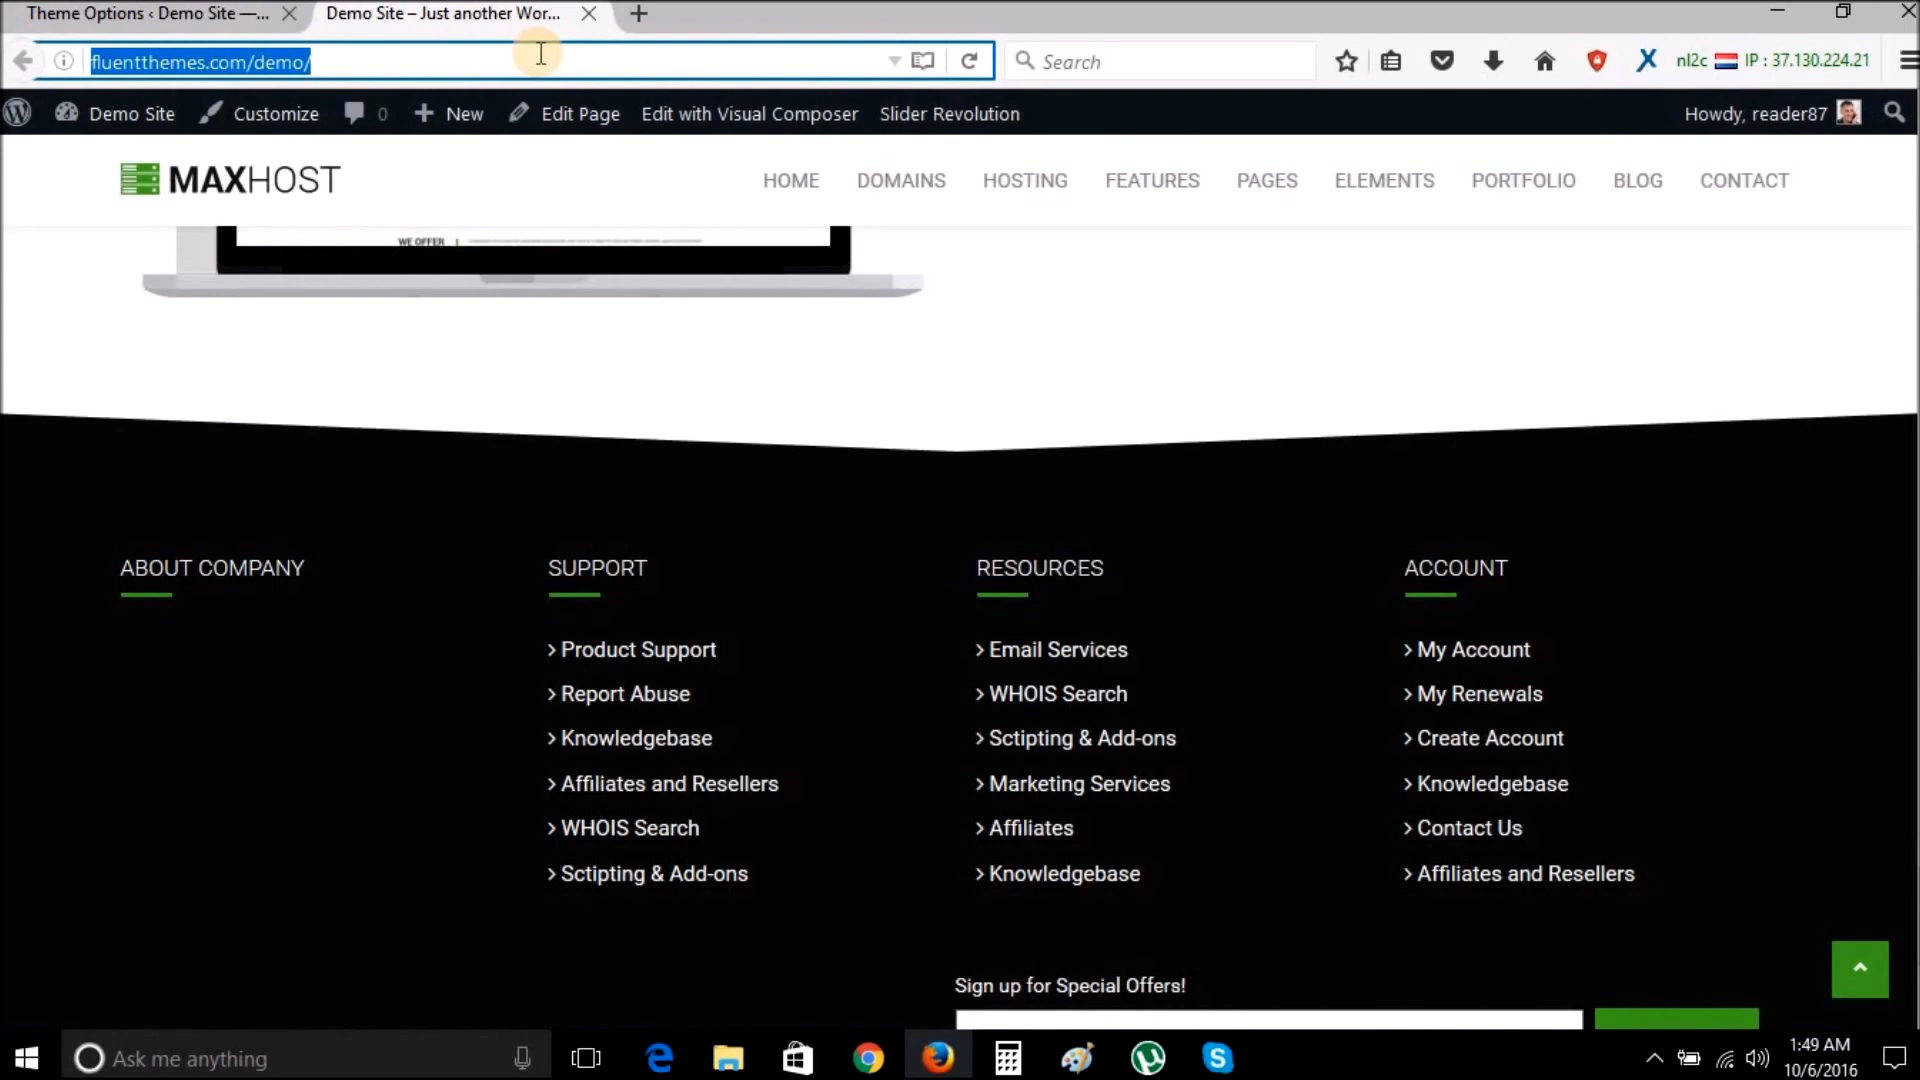 Theme Options ‹ Demo Site —...
Demo Site – Just another Wor...
fluentthemes.com/demo/
Search
nl2c IP : 37.130.224.21
Demo Site Customize 0 New Edit Page Edit with Visual Composer Slider Revolution Howdy, reader87
MAXHOST
HOME DOMAINS HOSTING FEATURES PAGES ELEMENTS PORTFOLIO BLOG CONTACT
WE OFFER
ABOUT COMPANY
SUPPORT
Product Support
Report Abuse
Knowledgebase
Affiliates and Resellers
WHOIS Search
Sctipting & Add-ons
RESOURCES
Email Services
WHOIS Search
Sctipting & Add-ons
Marketing Services
Affiliates
Knowledgebase
ACCOUNT
My Account
My Renewals
Create Account
Knowledgebase
Contact Us
Affiliates and Resellers
Sign up for Special Offers!
Ask me anything
1:49 AM
10/6/2016